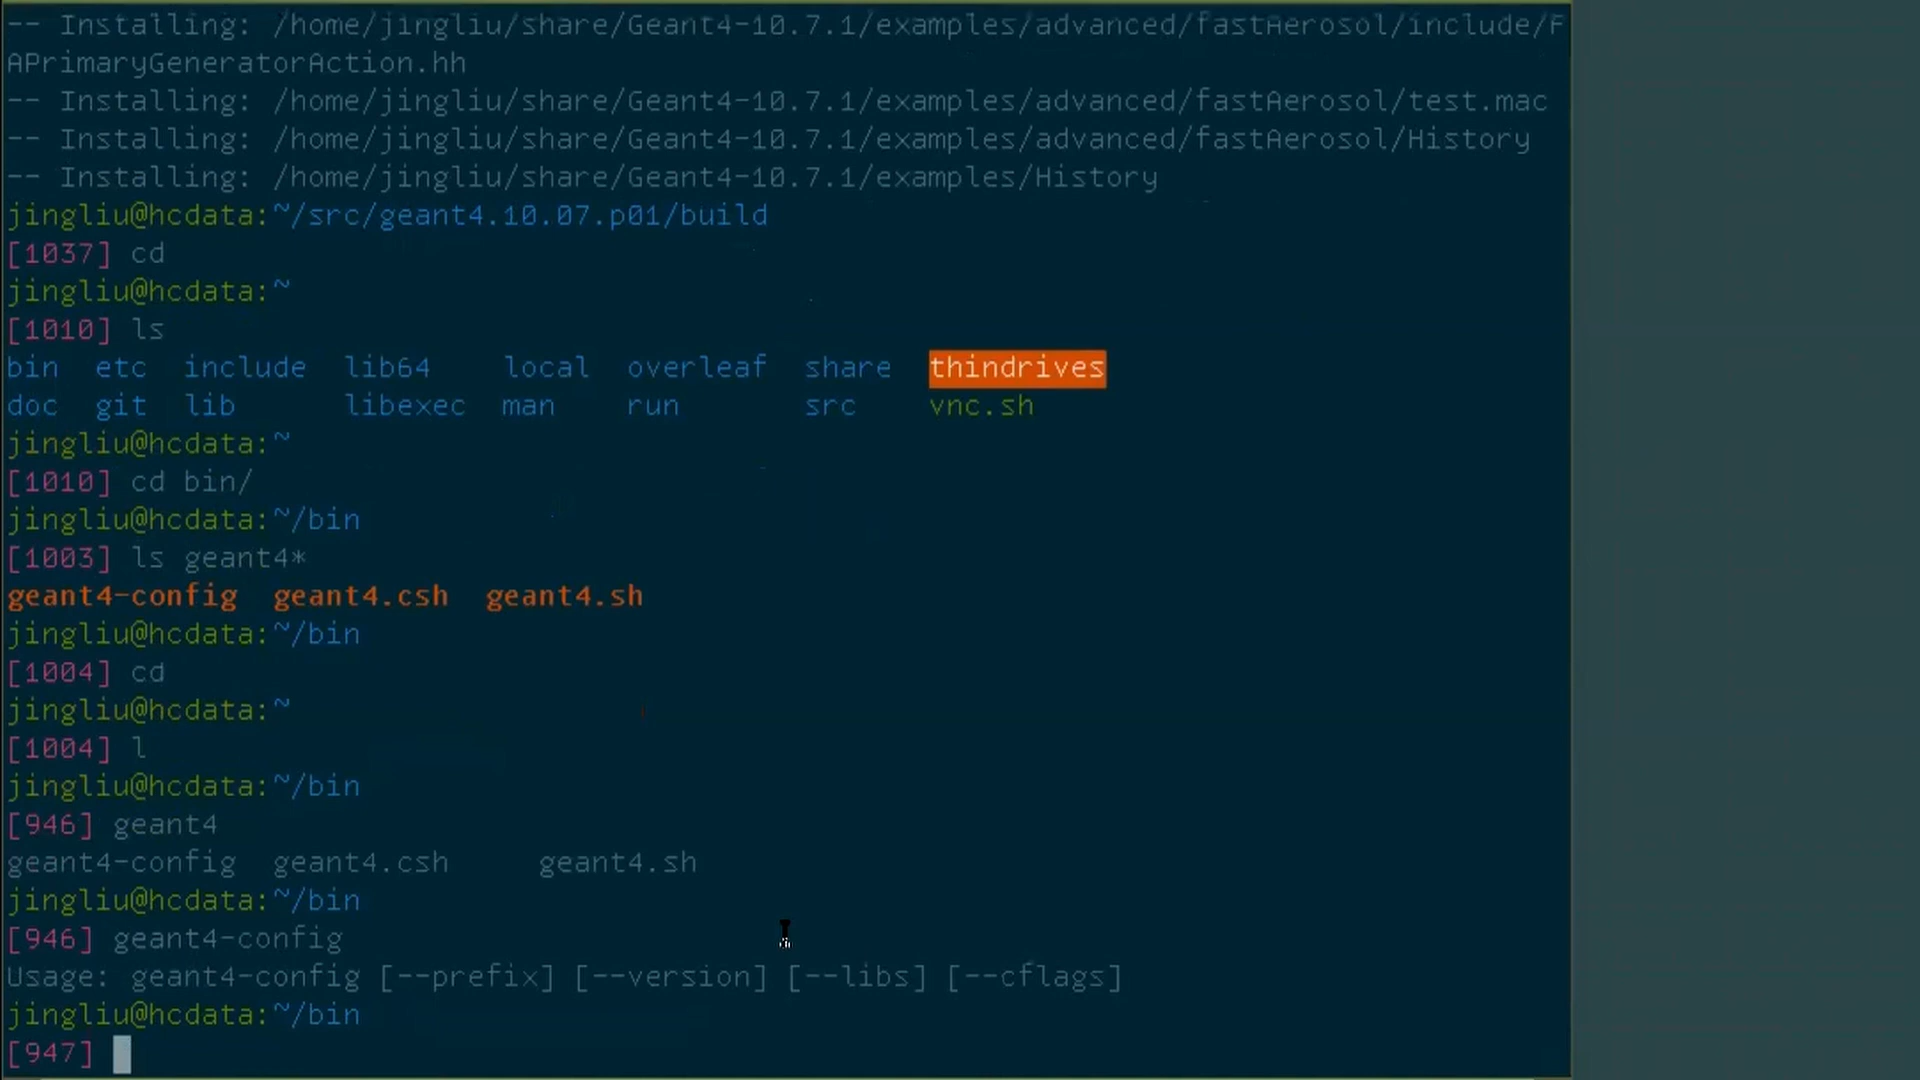 -- Installing: /home/jingliu/share/Geant4-10.7.1/examples/advanced/fastAerosol/include/F
APrimaryGeneratorAction.hh
-- Installing: /home/jingliu/share/Geant4-10.7.1/examples/advanced/fastAerosol/test.mac
-- Installing: /home/jingliu/share/Geant4-10.7.1/examples/advanced/fastAerosol/History
-- Installing: /home/jingliu/share/Geant4-10.7.1/examples/History
jingliu@hcdata:~/src/geant4.10.07.p01/build
[1037] cd
jingliu@hcdata:~
[1010] ls
bin etc include lib64 local overleaf share thindrives
doc git lib libexec man run src vnc.sh
jingliu@hcdata:~
[1010] cd bin/
jingliu@hcdata:~/bin
[1003] ls geant4*
geant4-config geant4.csh geant4.sh
jingliu@hcdata:~/bin
[1004] cd
jingliu@hcdata:~
[1004] l
jingliu@hcdata:~/bin
[946] geant4
geant4-config geant4.csh geant4.sh
jingliu@hcdata:~/bin
[946] geant4-config
Usage: geant4-config [--prefix] [--version] [--libs] [--cflags]
jingliu@hcdata:~/bin
[947]